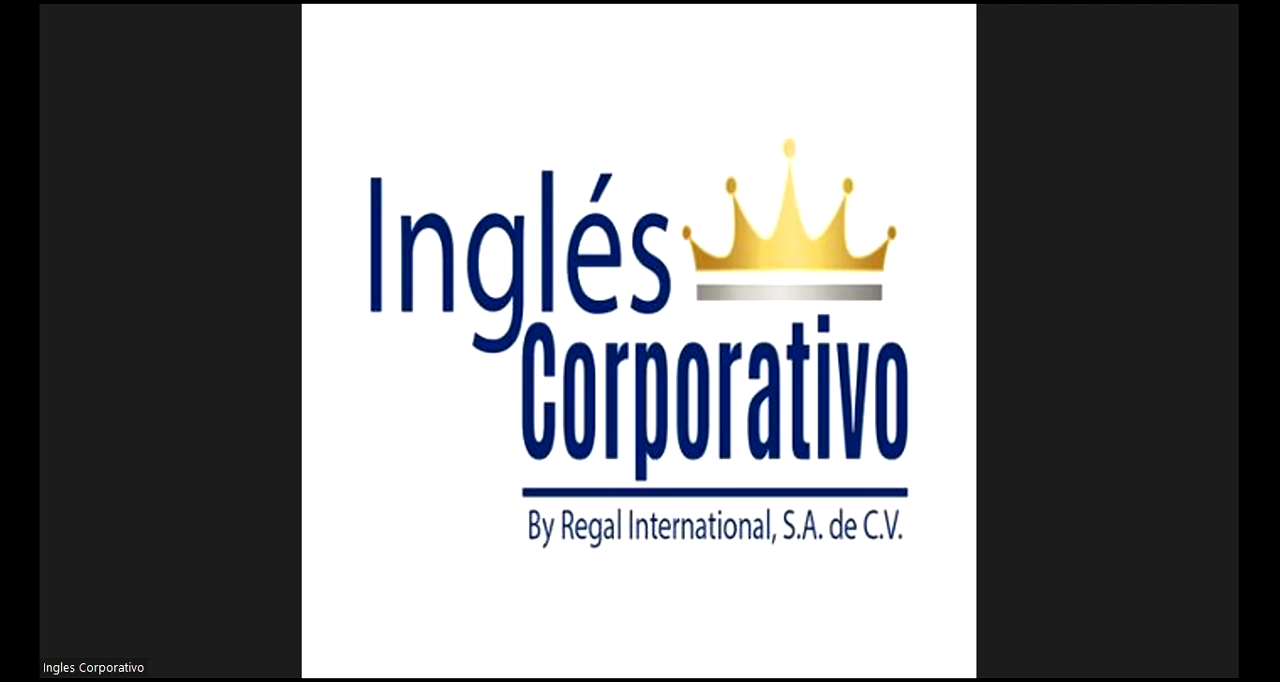 Inglés
Corporativo
By Regal International, S.A. de C.V.
Ingles Corporativo